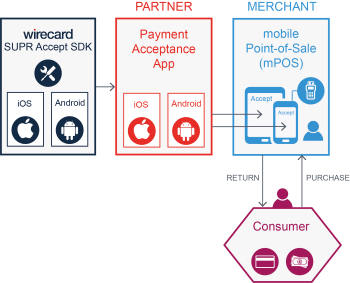 PARTNER
MERCHANT
wirecard
SUPR Accept SDK
iOS
Android
Payment
Acceptance
App
iOS
Android
mobile
Point-of-Sale
(mPOS)
Accept
Accept
RETURN
PURCHASE
Consumer